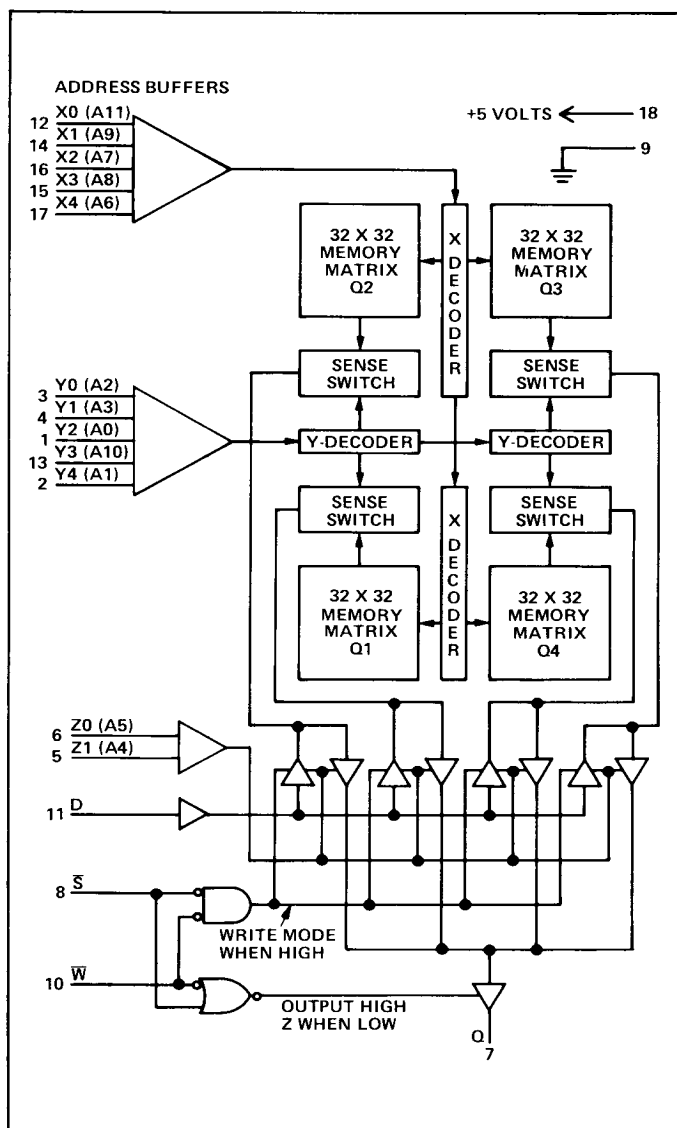 ADDRESS BUFFERS
12 X0 (A11)
14 X1 (A9)
16 X2 (A7)
15 X3 (A8)
17 X4 (A6)
+5 VOLTS 18
9
32 X 32
MEMORY
MATRIX
Q2
X DECODER
32 X 32
MEMORY
MATRIX
Q3
SENSE
SWITCH
SENSE
SWITCH
3 Y0 (A2)
4 Y1 (A3)
1 Y2 (A0)
13 Y3 (A10)
2 Y4 (A1)
Y-DECODER
Y-DECODER
SENSE
SWITCH
SENSE
SWITCH
32 X 32
MEMORY
MATRIX
Q1
X DECODER
32 X 32
MEMORY
MATRIX
Q4
6 Z0 (A5)
5 Z1 (A4)
11 D
8 S̅
WRITE MODE
WHEN HIGH
10 W̅
OUTPUT HIGH
Z WHEN LOW
Q
7